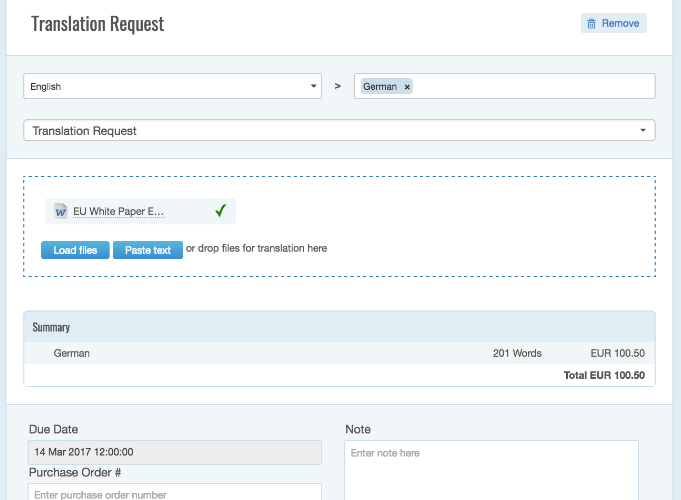 Translation Request
Remove
English > German ×
Translation Request
W EU White Paper E...
Load files Paste text or drop files for translation here
Summary
German 201 Words EUR 100.50
Total EUR 100.50
Due Date
14 Mar 2017 12:00:00
Purchase Order #
Enter purchase order number
Note
Enter note here